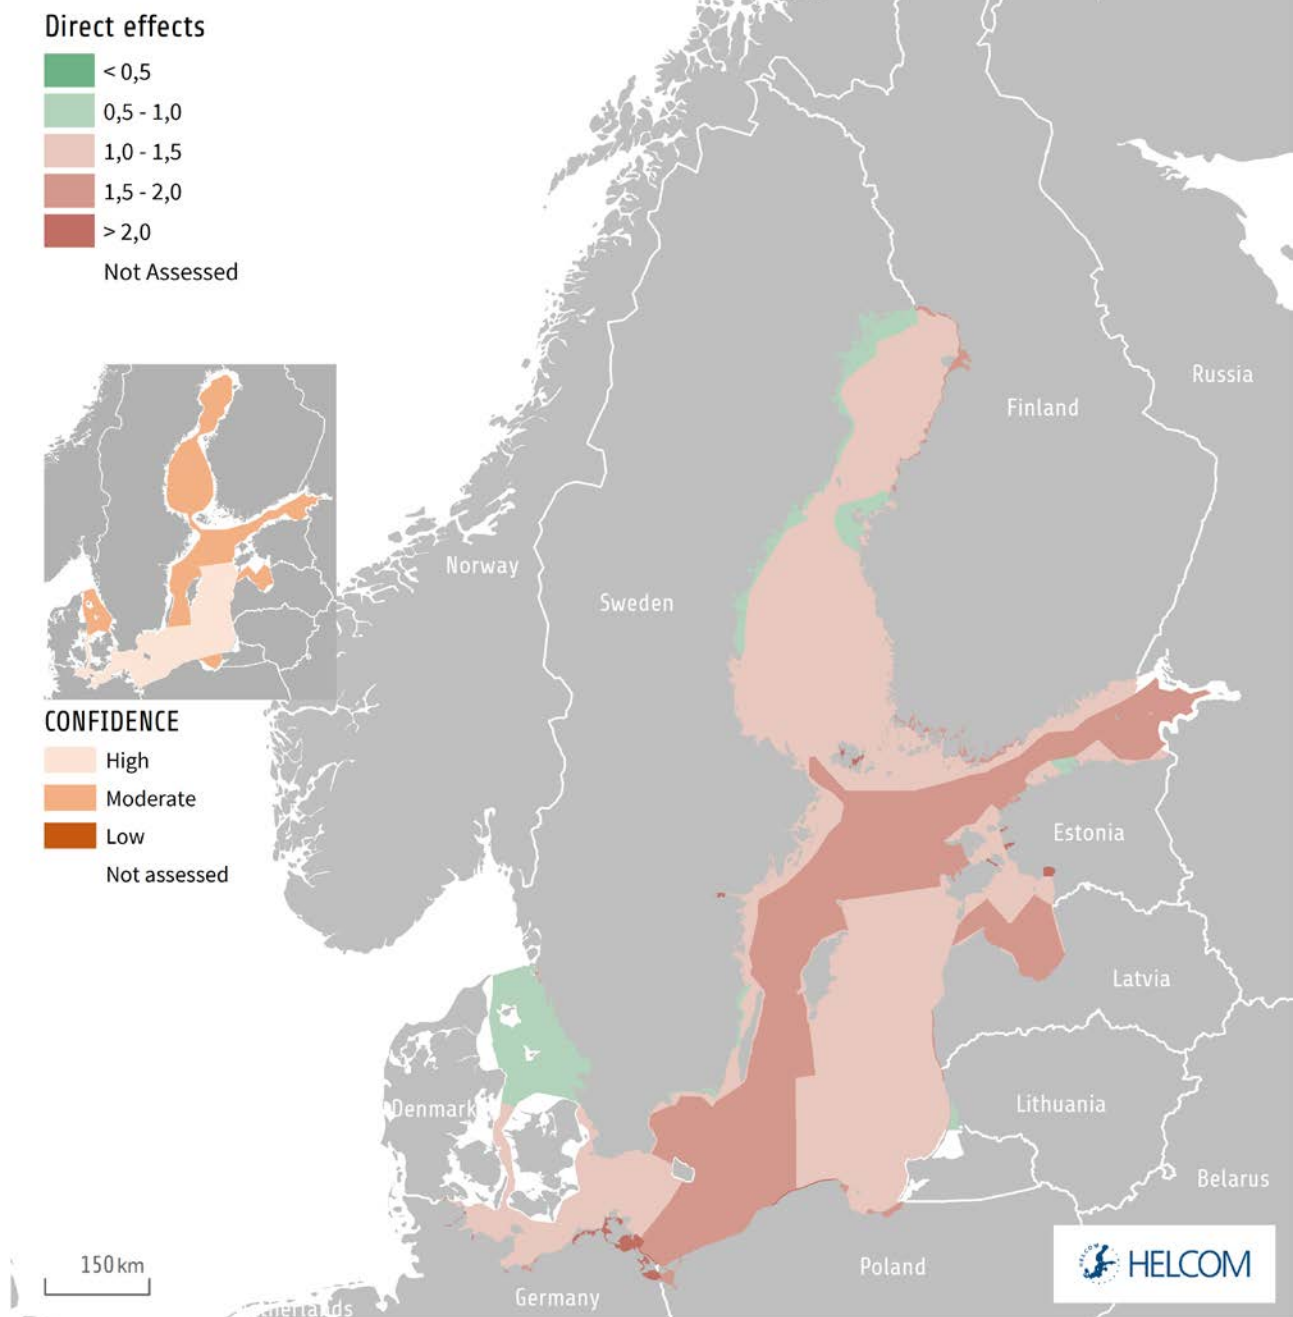 Direct effects
< 0,5
0,5 - 1,0
1,0 - 1,5
1,5 - 2,0
> 2,0
Not Assessed
Russia
Finland
Norway
Sweden
CONFIDENCE
High
Moderate
Low
Not assessed
Estonia
Latvia
Denmark
Lithuania
Belarus
150 km
Poland
HELCOM
Germany
therlands